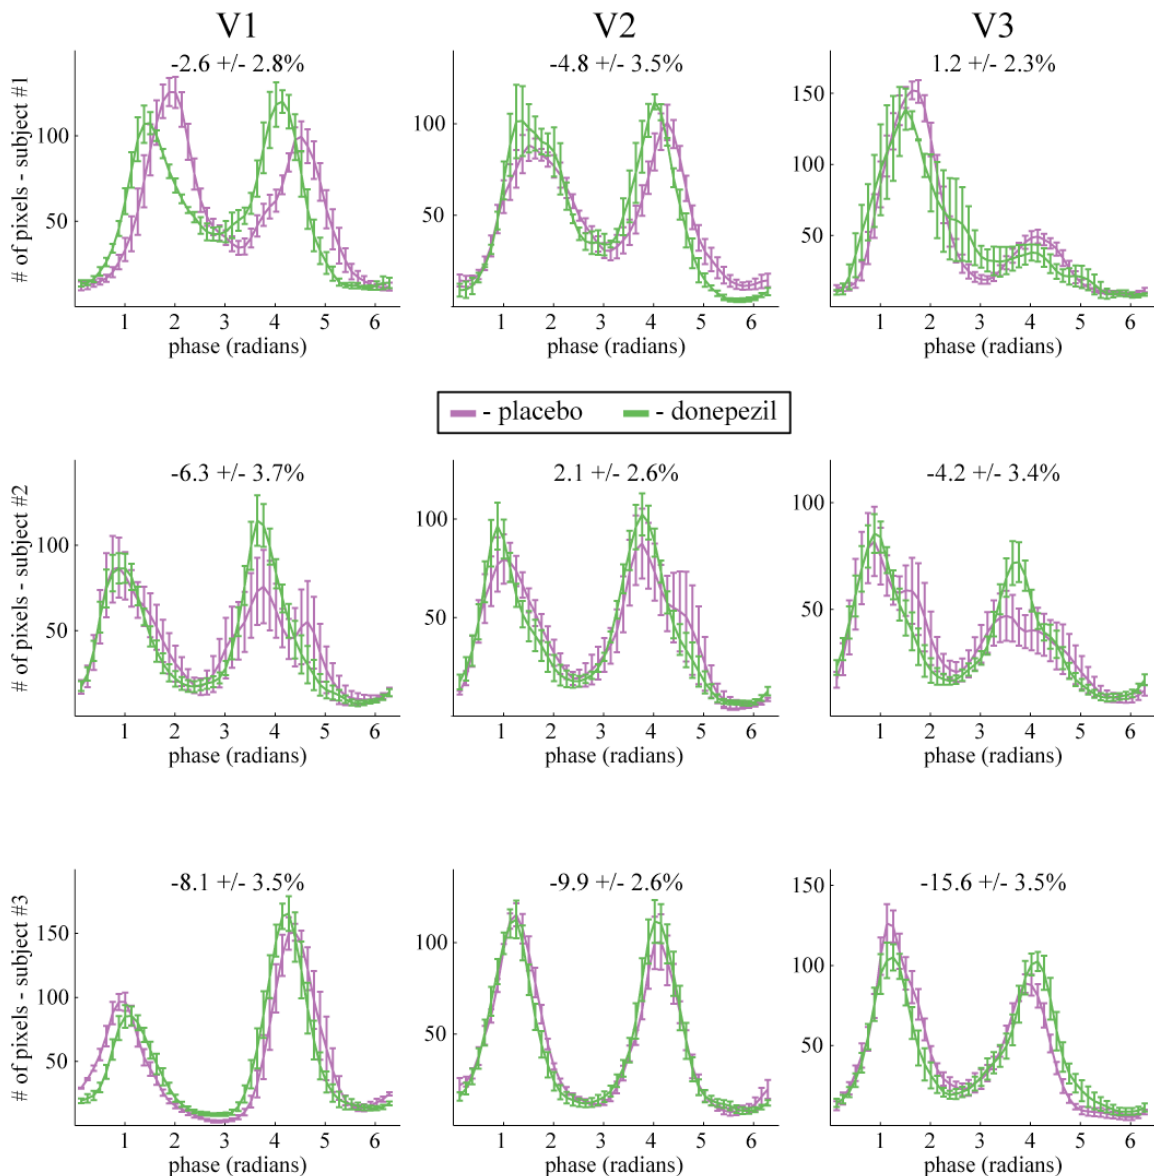 V1 V2 V3
-2.6 +/- 2.8% -4.8 +/- 3.5% 1.2 +/- 2.3%
# of pixels - subject #1
100
50
100
50
150
100
50
1 2 3 4 5 6
1 2 3 4 5 6
1 2 3 4 5 6
phase (radians) phase (radians) phase (radians)
- placebo - donepezil
-6.3 +/- 3.7% 2.1 +/- 2.6% -4.2 +/- 3.4%
# of pixels - subject #2
100
50
100
50
100
50
1 2 3 4 5 6
1 2 3 4 5 6
1 2 3 4 5 6
phase (radians) phase (radians) phase (radians)
-8.1 +/- 3.5% -9.9 +/- 2.6% -15.6 +/- 3.5%
# of pixels - subject #3
150
100
50
100
50
150
100
50
1 2 3 4 5 6
1 2 3 4 5 6
1 2 3 4 5 6
phase (radians) phase (radians) phase (radians)